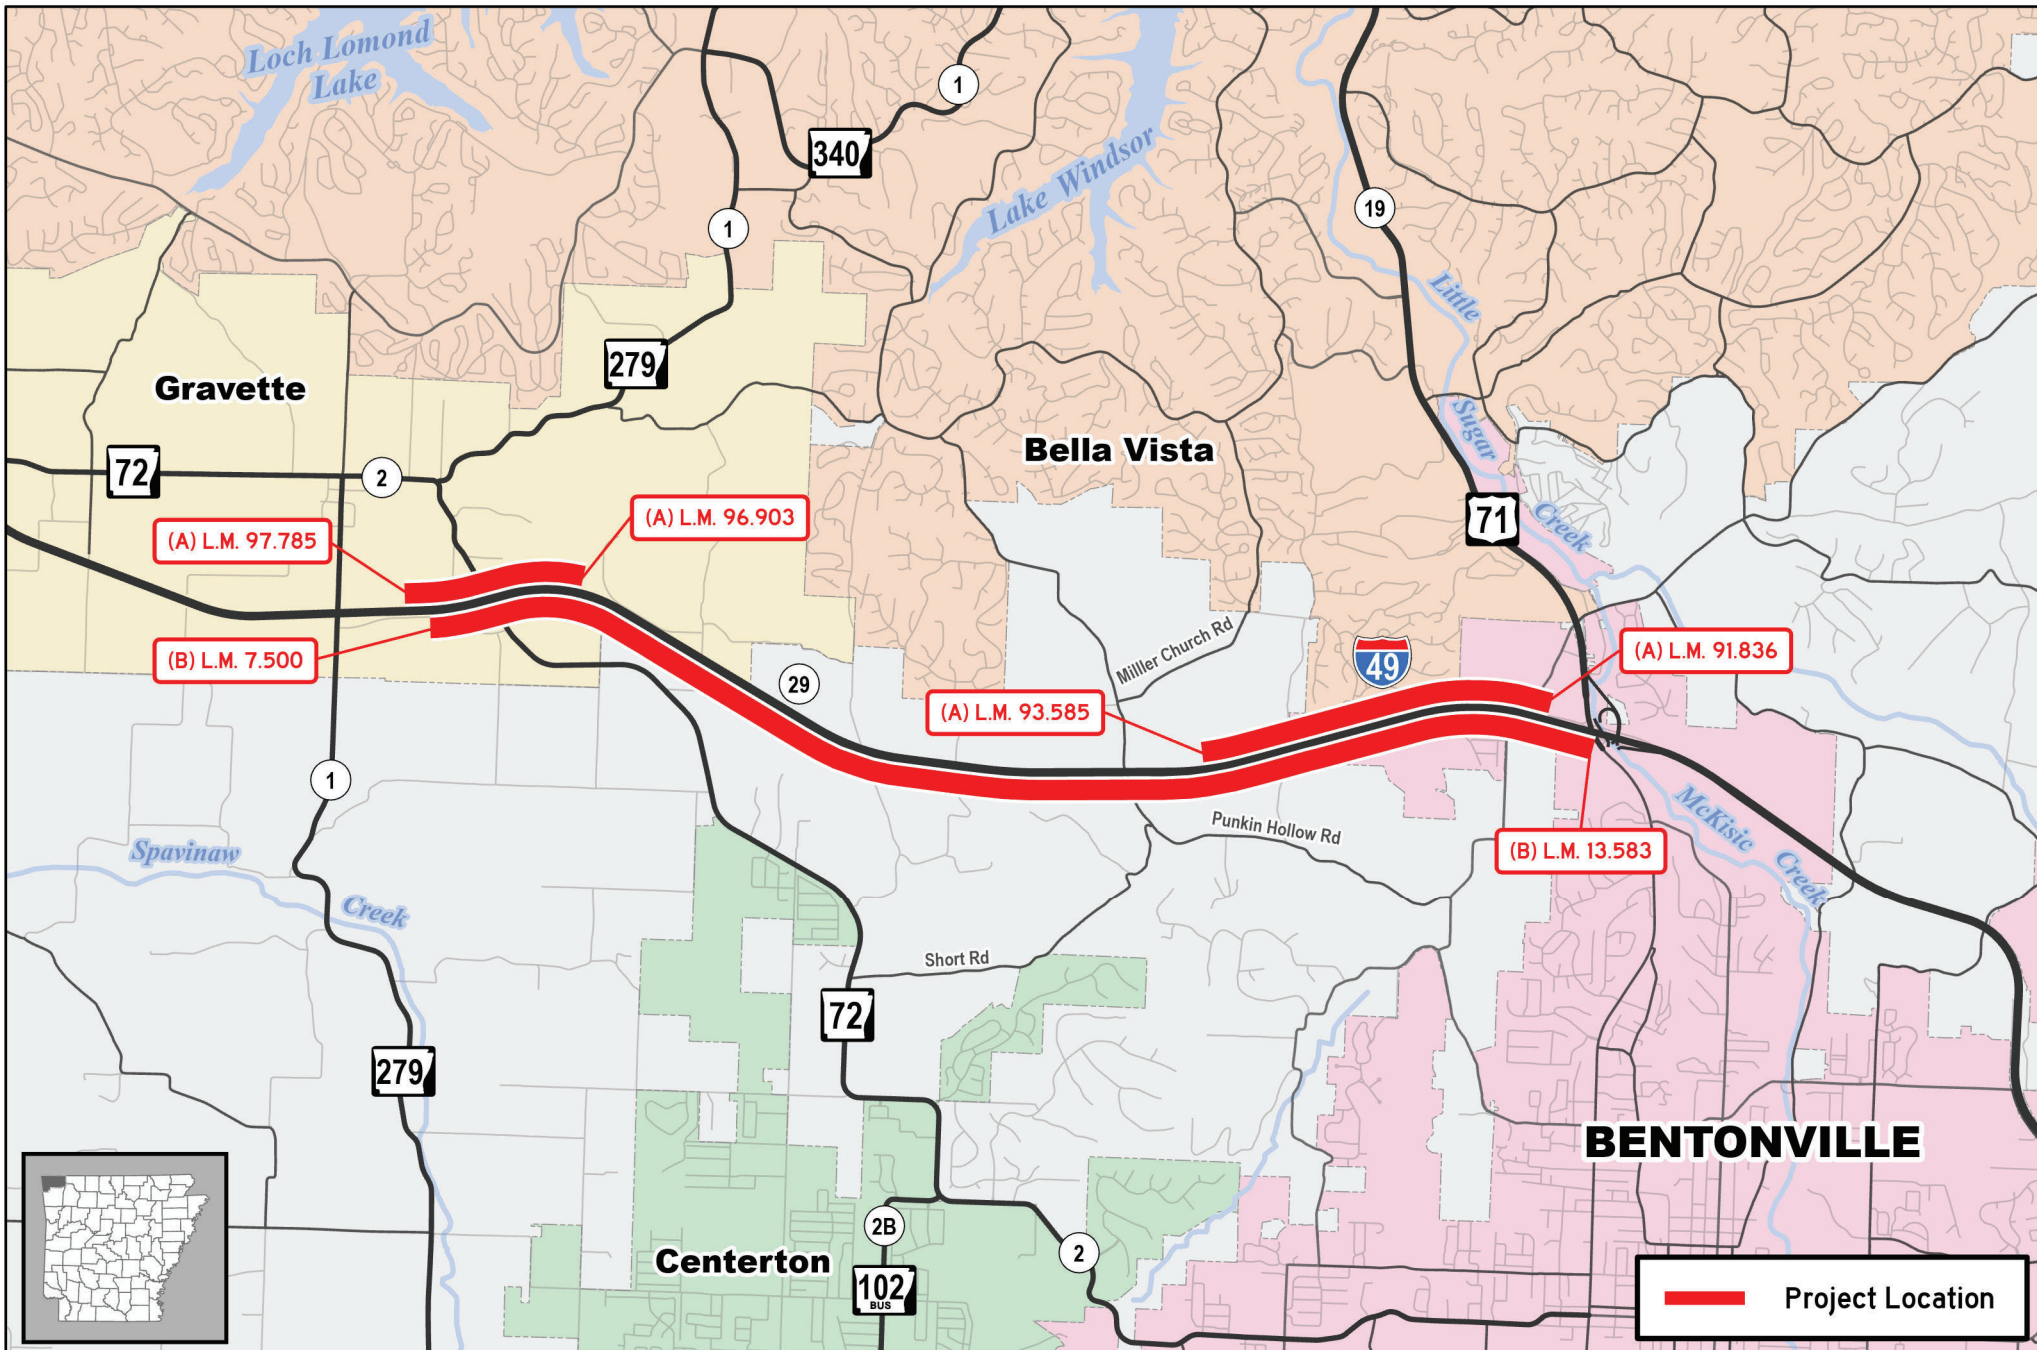 Loch Lomond
Lake
1
340
Lake Windsor
19
1
Little
279
Gravette
Sugar
Bella Vista
72
2
71
Creek
(A) L.M. 96.903
(A) L.M. 97.785
(B) L.M. 7.500
Milller Church Rd
49
(A) L.M. 91.836
29
(A) L.M. 93.585
1
McKisic
Creek
Punkin Hollow Rd
(B) L.M. 13.583
Spavinaw
Creek
Short Rd
72
279
BENTONVILLE
2B
2
Centerton
102
BUS
Project Location